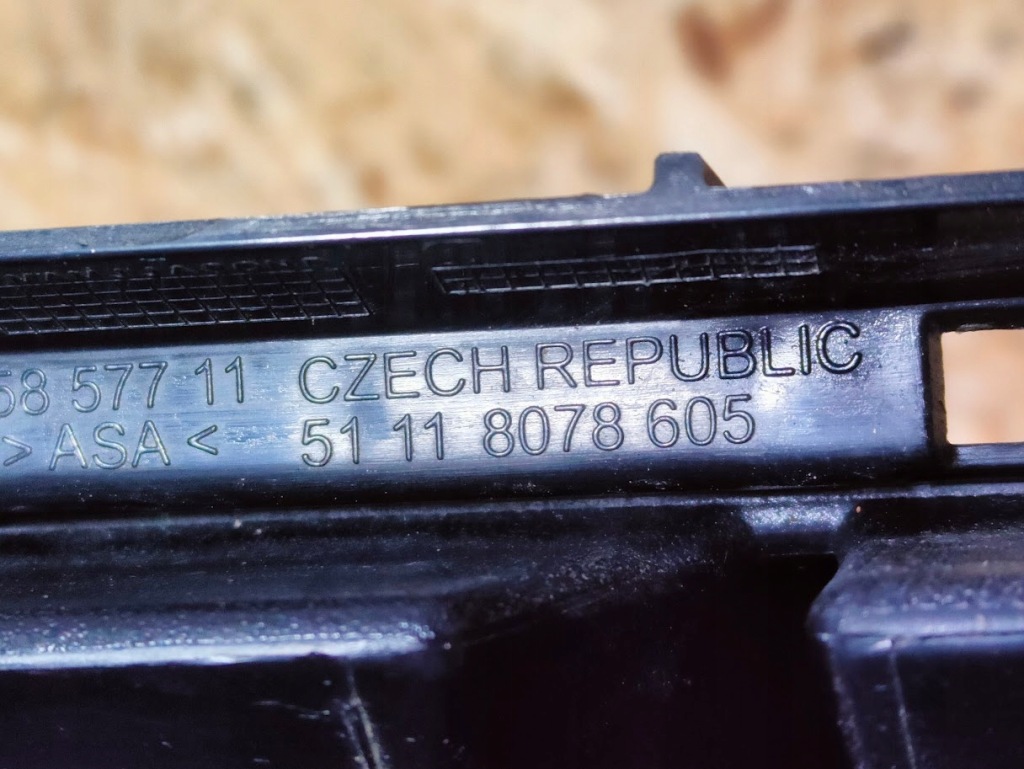 58 577 11 CZECH REPUBLIC
>ASA< 51 11 8078 605